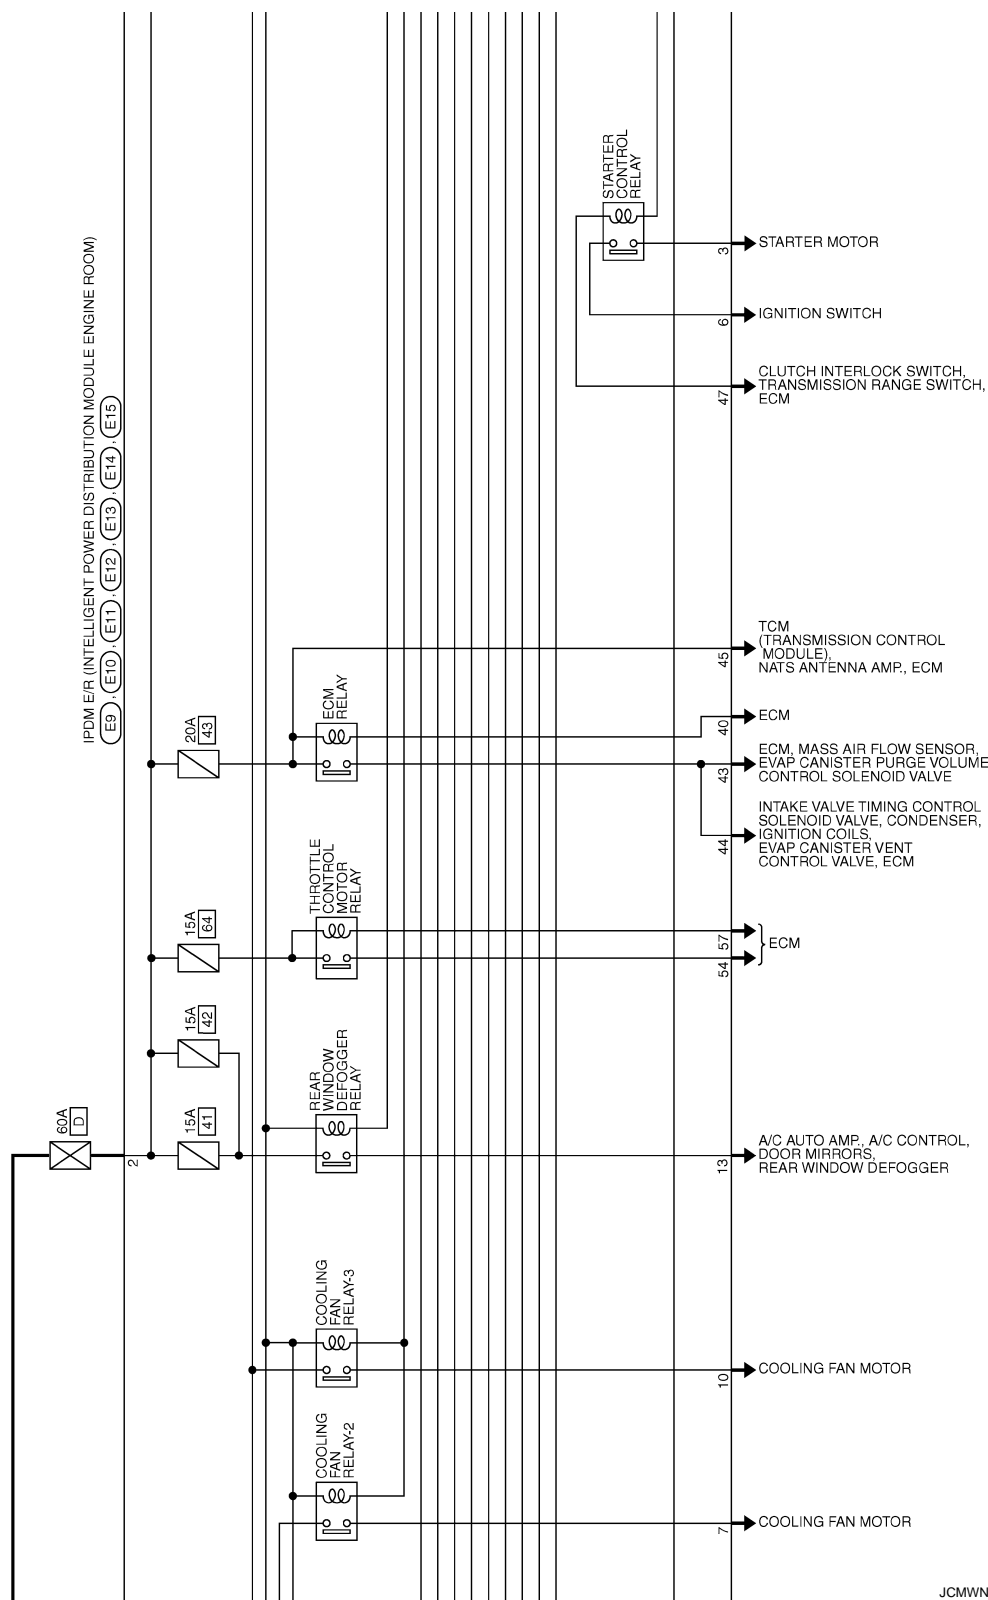 STARTER
CONTROL
RELAY
3
STARTER MOTOR
6
IGNITION SWITCH
47
CLUTCH INTERLOCK SWITCH,
TRANSMISSION RANGE SWITCH,
ECM
IPDM E/R (INTELLIGENT POWER DISTRIBUTION MODULE ENGINE ROOM)
E9 , E10 , E11 , E12 , E13 , E14 , E15
45
TCM
(TRANSMISSION CONTROL
MODULE),
NATS ANTENNA AMP., ECM
20A
43
ECM
RELAY
40
ECM
43
ECM, MASS AIR FLOW SENSOR,
EVAP CANISTER PURGE VOLUME
CONTROL SOLENOID VALVE
44
INTAKE VALVE TIMING CONTROL
SOLENOID VALVE, CONDENSER,
IGNITION COILS,
EVAP CANISTER VENT
CONTROL VALVE, ECM
15A
64
THROTTLE
CONTROL
MOTOR
RELAY
57
54
ECM
15A
42
60A
D
2
15A
41
REAR
WINDOW
DEFOGGER
RELAY
13
A/C AUTO AMP., A/C CONTROL,
DOOR MIRRORS,
REAR WINDOW DEFOGGER
COOLING
FAN
RELAY-3
10
COOLING FAN MOTOR
COOLING
FAN
RELAY-2
7
COOLING FAN MOTOR
JCMWN